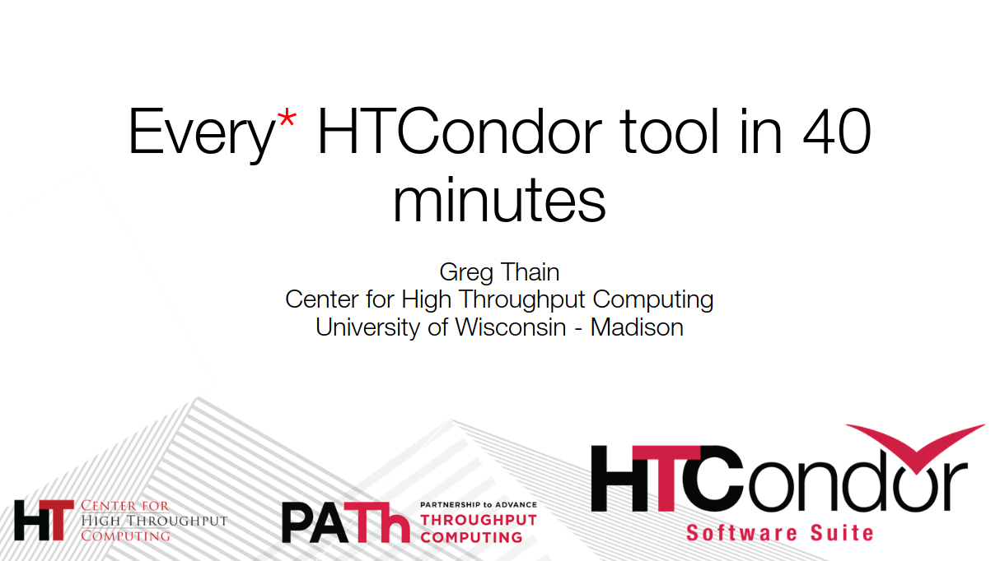 Every* HTCondor tool in 40
minutes
Greg Thain
Center for High Throughput Computing
University of Wisconsin - Madison
HT
CENTER FOR
HIGH THROUGHPUT
COMPUTING
PATh
PARTNERSHIP to ADVANCE
THROUGHPUT
COMPUTING
HTCondor
Software Suite